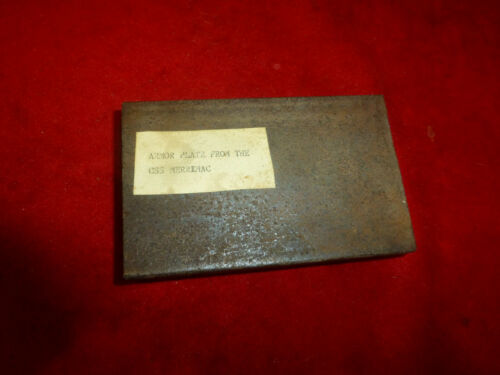 ARMOR PLATE FROM THE
CSS MERRIMAC